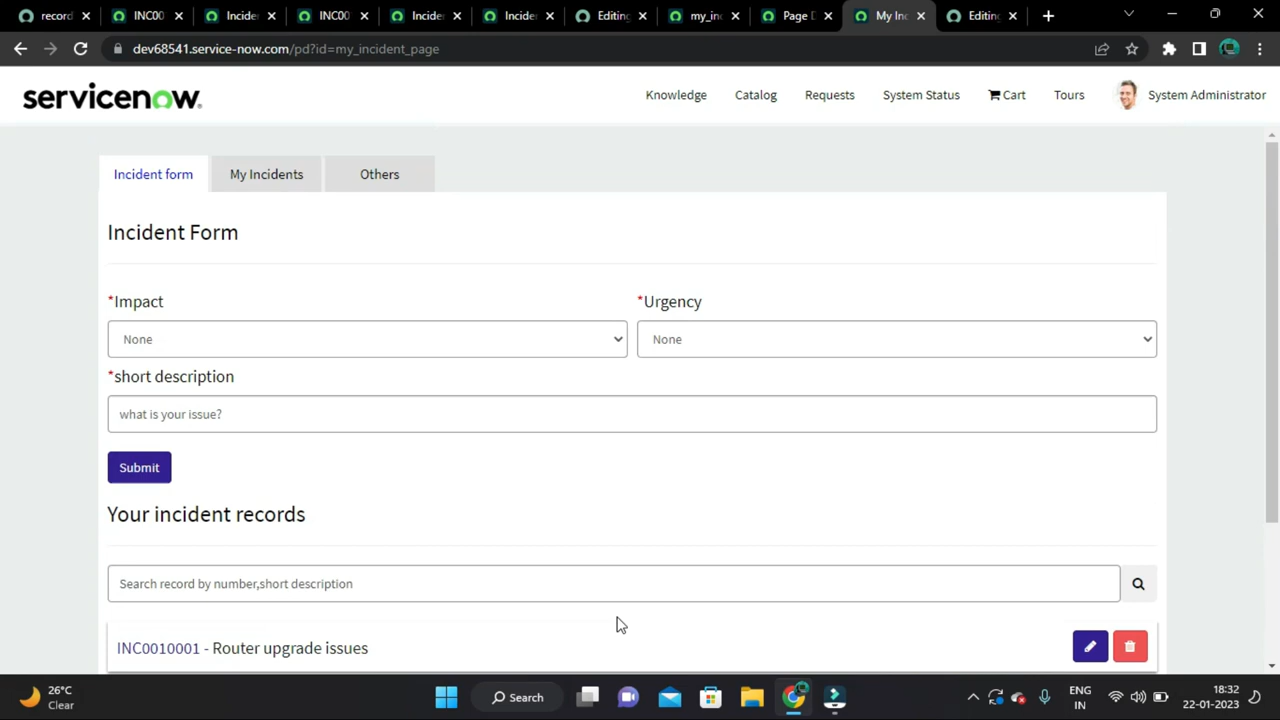 record
INC00
Incide
INC00
Incide
Incide
Editing
my_inc
Page D
My Inc
Editing
dev68541.service-now.com/pd?id=my_incident_page
servicenow
Knowledge
Catalog
Requests
System Status
Cart
Tours
System Administrator
Incident form
My Incidents
Others
Incident Form
*Impact
*Urgency
None
None
*short description
what is your issue?
Submit
Your incident records
Search record by number,short description
INC0010001 - Router upgrade issues
26°C
Clear
Search
ENG
IN
18:32
22-01-2023